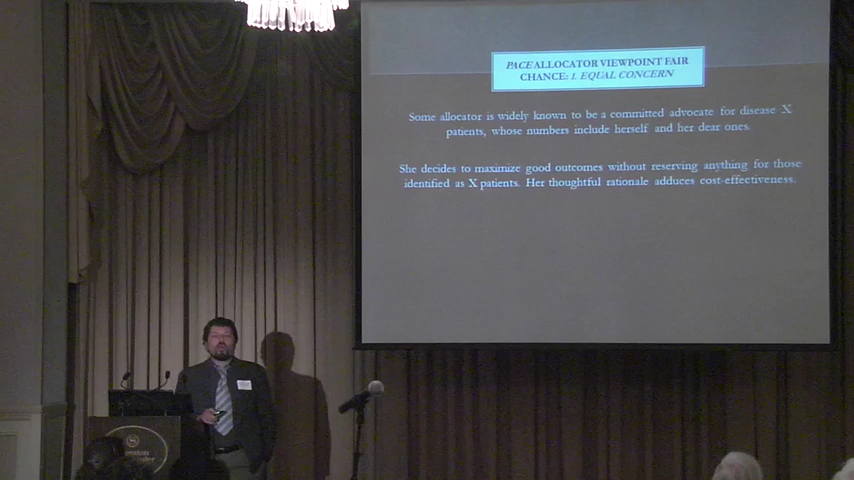 PACE ALLOCATOR VIEWPOINT FAIR
CHANCE: 1. EQUAL CONCERN
Some allocator is widely known to be a committed advocate for disease X
patients, whose numbers include herself and her dear ones.
She decides to maximize good outcomes without reserving anything for those
identified as X patients. Her thoughtful rationale adduces cost-effectiveness.